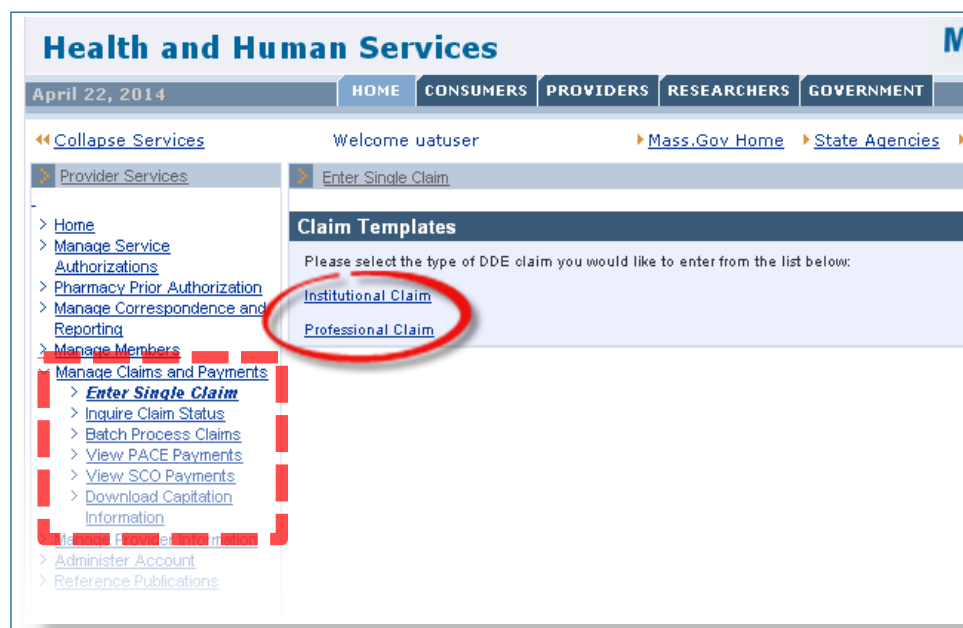 Health and Human Services
M
April 22, 2014
HOME CONSUMERS PROVIDERS RESEARCHERS GOVERNMENT
Collapse Services
Welcome uatuser
Mass.Gov Home
State Agencies
Provider Services
Home
Manage Service
Authorizations
Pharmacy Prior Authorization
Manage Correspondence and
Reporting
Manage Members
Manage Claims and Payments
Enter Single Claim
Inquire Claim Status
Batch Process Claims
View PACE Payments
View SCO Payments
Download Capitation
Information
Manage Provider Information
Administer Account
Reference Publications
Enter Single Claim
Claim Templates
Please select the type of DDE claim you would like to enter from the list below:
Institutional Claim
Professional Claim